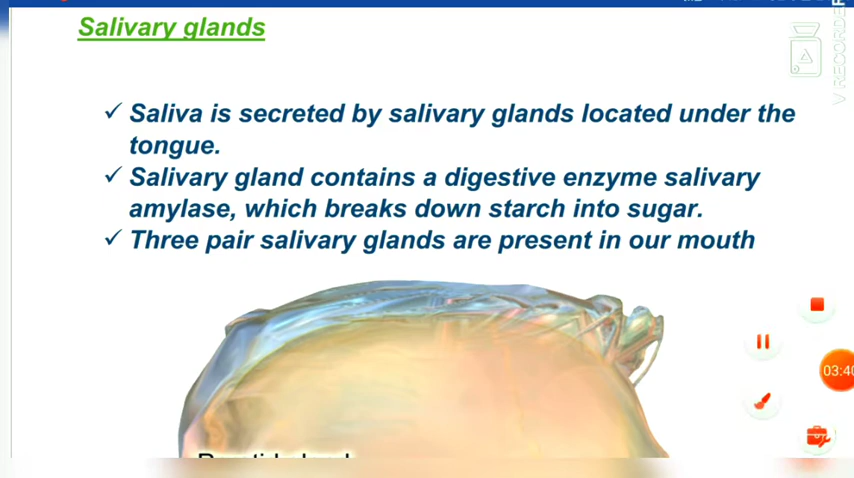 Salivary glands
✓ Saliva is secreted by salivary glands located under the
tongue.
✓ Salivary gland contains a digestive enzyme salivary
amylase, which breaks down starch into sugar.
✓ Three pair salivary glands are present in our mouth
V RECORDER
03:40